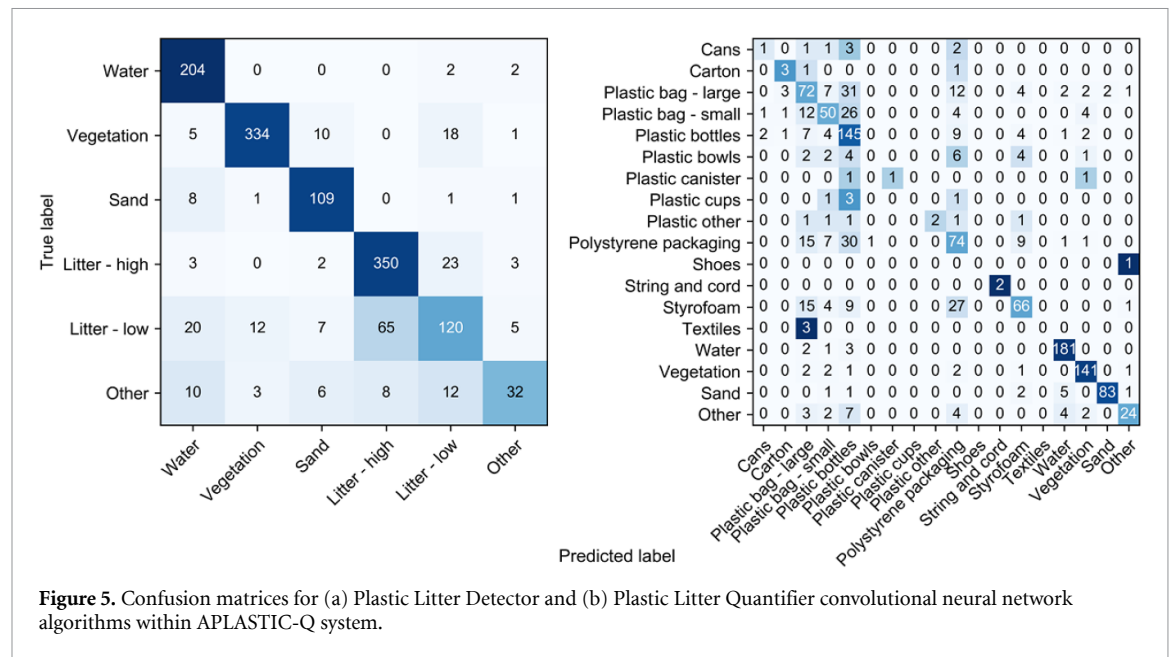 True label
Water 204 0 0 0 2 2
Vegetation 5 334 10 0 18 1
Sand 8 1 109 0 1 1
Litter - high 3 0 2 350 23 3
Litter - low 20 12 7 65 120 5
Other 10 3 6 8 12 32
Water Vegetation Sand Litter - high Litter - low Other
Cans 1 0 1 1 3 0 0 0 0 2 0 0 0 0 0 0 0 0
Carton 0 3 1 0 0 0 0 0 0 1 0 0 0 0 0 0 0 0
Plastic bag - large 0 3 72 7 31 0 0 0 0 12 0 0 4 0 2 2 2 1
Plastic bag - small 1 1 12 50 26 0 0 0 0 4 0 0 0 0 0 4 0 0
Plastic bottles 2 1 7 4 145 0 0 0 0 9 0 0 4 0 1 2 0 0
Plastic bowls 0 0 2 2 4 0 0 0 0 6 0 0 4 0 0 1 0 0
Plastic canister 0 0 0 0 1 0 1 0 0 0 0 0 0 0 0 1 0 0
Plastic cups 0 0 0 1 3 0 0 0 0 1 0 0 0 0 0 0 0 0
Plastic other 0 0 1 1 1 0 0 0 2 1 0 0 1 0 0 0 0 0
Polystyrene packaging 0 0 15 7 30 1 0 0 0 74 0 0 9 0 1 1 0 0
Shoes 0 0 0 0 0 0 0 0 0 0 0 0 0 0 0 0 0 1
String and cord 0 0 0 0 0 0 0 0 0 0 0 2 0 0 0 0 0 0
Styrofoam 0 0 15 4 9 0 0 0 0 27 0 0 66 0 0 0 0 1
Textiles 0 0 3 0 0 0 0 0 0 0 0 0 0 0 0 0 0 0
Water 0 0 2 1 3 0 0 0 0 0 0 0 0 0 181 0 0 0
Vegetation 0 0 2 2 1 0 0 0 0 2 0 0 1 0 0 141 0 1
Sand 0 0 0 1 1 0 0 0 0 0 0 0 2 0 5 0 83 1
Other 0 0 3 2 7 0 0 0 0 4 0 0 0 0 4 2 0 24
Cans Carton Plastic bag - large Plastic bag - small Plastic bottles Plastic bowls Plastic canister Plastic cups Plastic other Polystyrene packaging Shoes String and cord Styrofoam Textiles Water Vegetation Sand Other
Predicted label
Figure 5. Confusion matrices for (a) Plastic Litter Detector and (b) Plastic Litter Quantifier convolutional neural network
algorithms within APLASTIC-Q system.